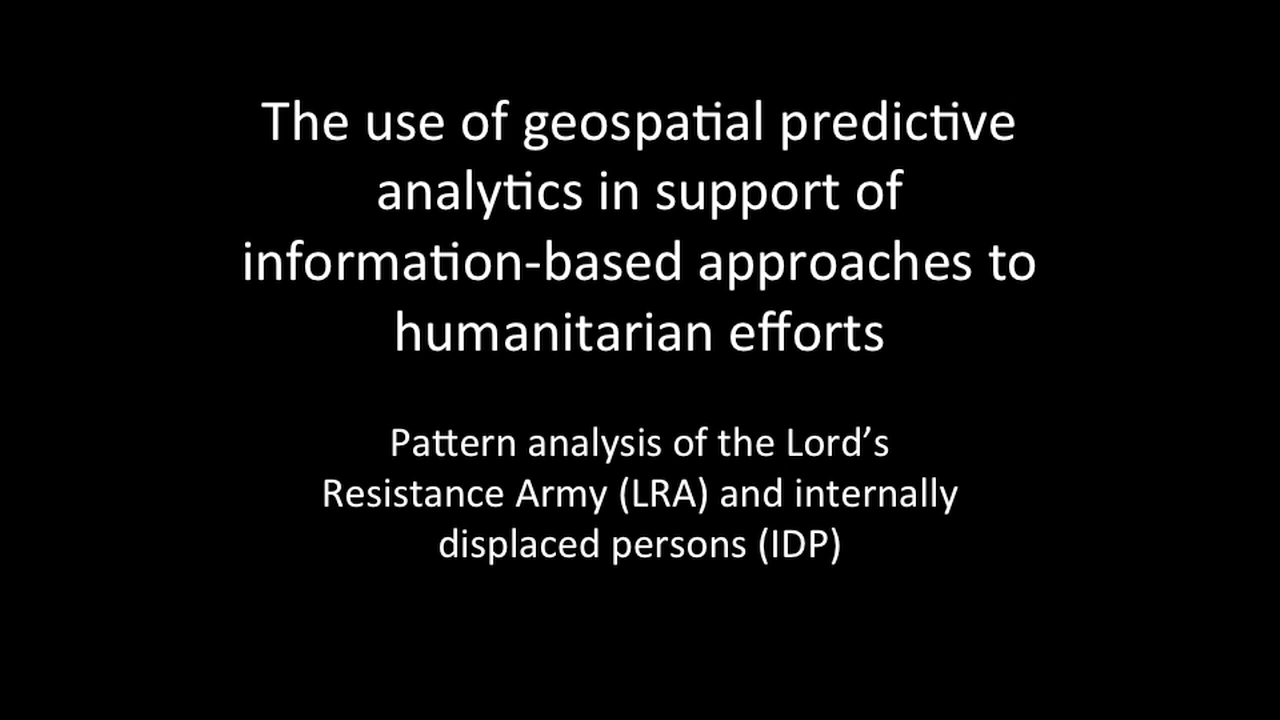 The use of geospatial predictive
analytics in support of
information-based approaches to
humanitarian efforts
Pattern analysis of the Lord’s
Resistance Army (LRA) and internally
displaced persons (IDP)